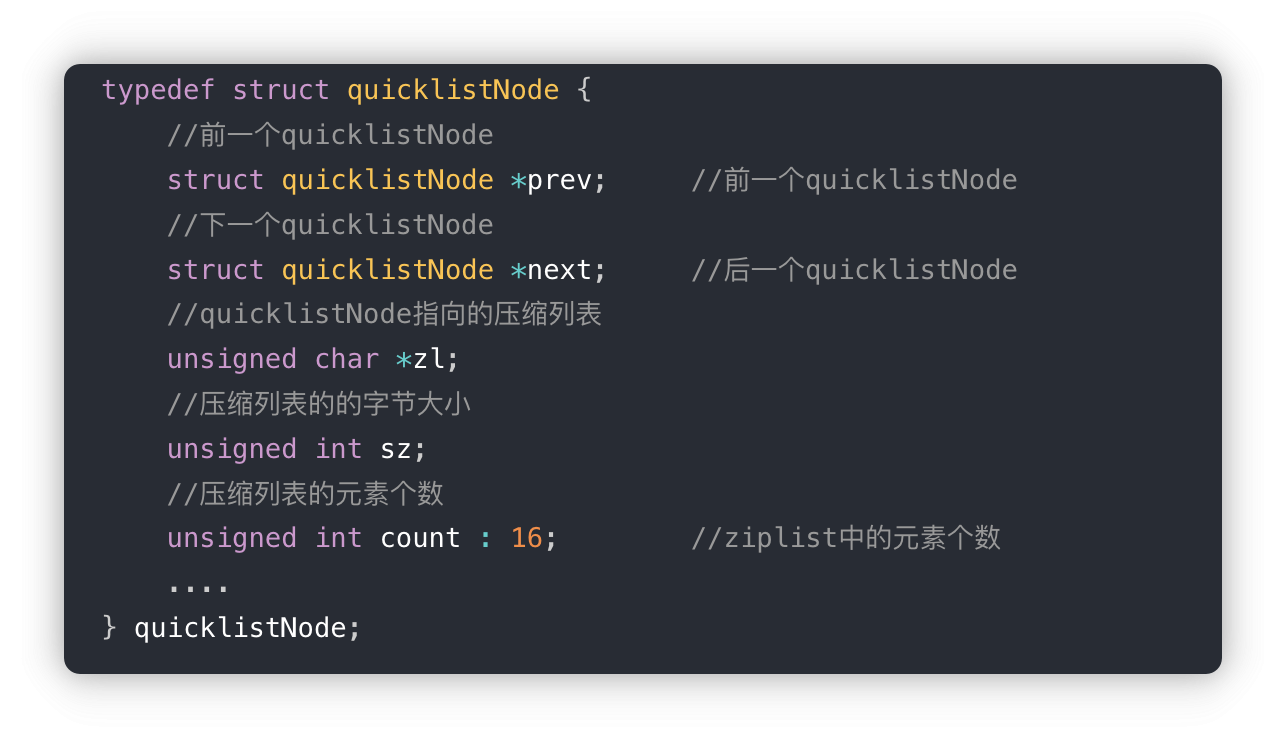 typedef struct quicklistNode {
    //前一个quicklistNode
    struct quicklistNode *prev;     //前一个quicklistNode
    //下一个quicklistNode
    struct quicklistNode *next;     //后一个quicklistNode
    //quicklistNode指向的压缩列表
    unsigned char *zl;
    //压缩列表的的字节大小
    unsigned int sz;
    //压缩列表的元素个数
    unsigned int count : 16;        //ziplist中的元素个数
    ....
} quicklistNode;